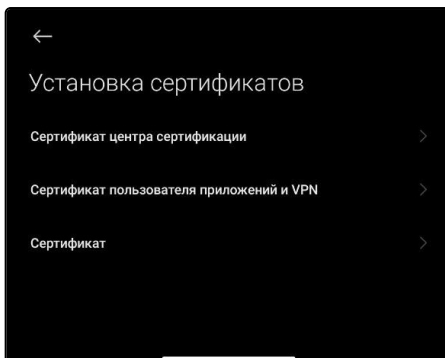 Установка сертификатов
Сертификат центра сертификации
Сертификат пользователя приложений и VPN
Сертификат